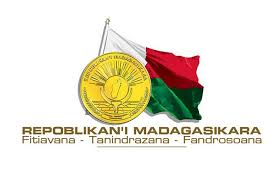 REPOBLIKAN'I MADAGASIKARA
Fitiavana - Tanindrazana - Fandrosoana